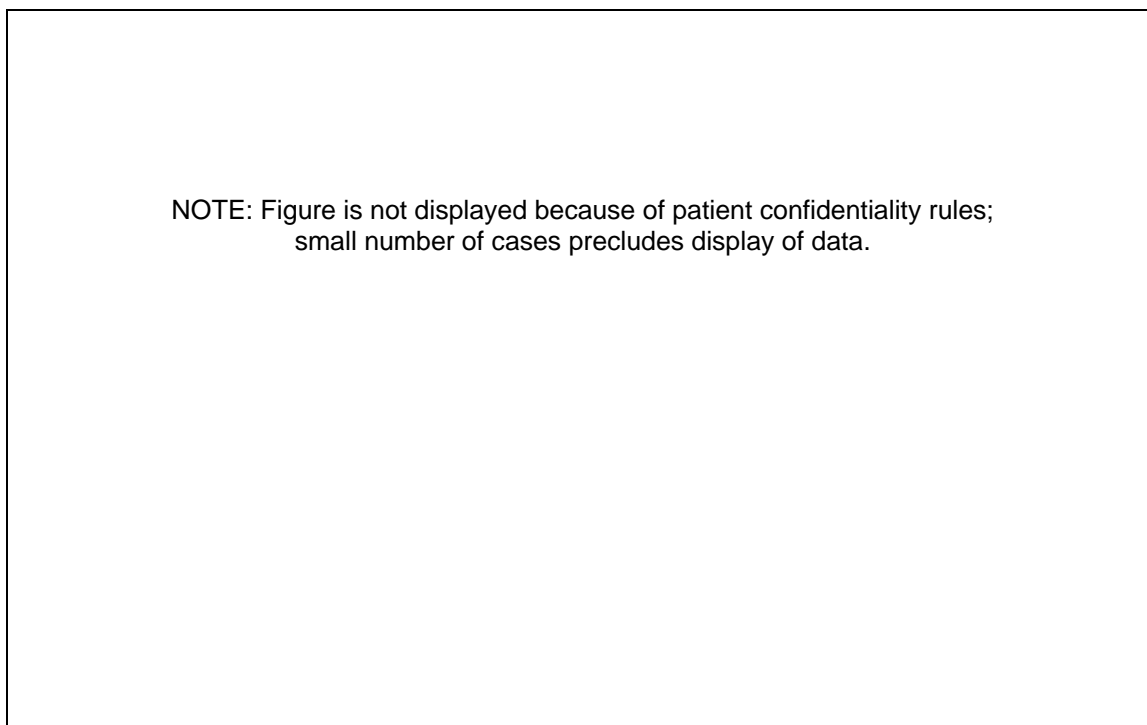 NOTE: Figure is not displayed because of patient confidentiality rules;
small number of cases precludes display of data.